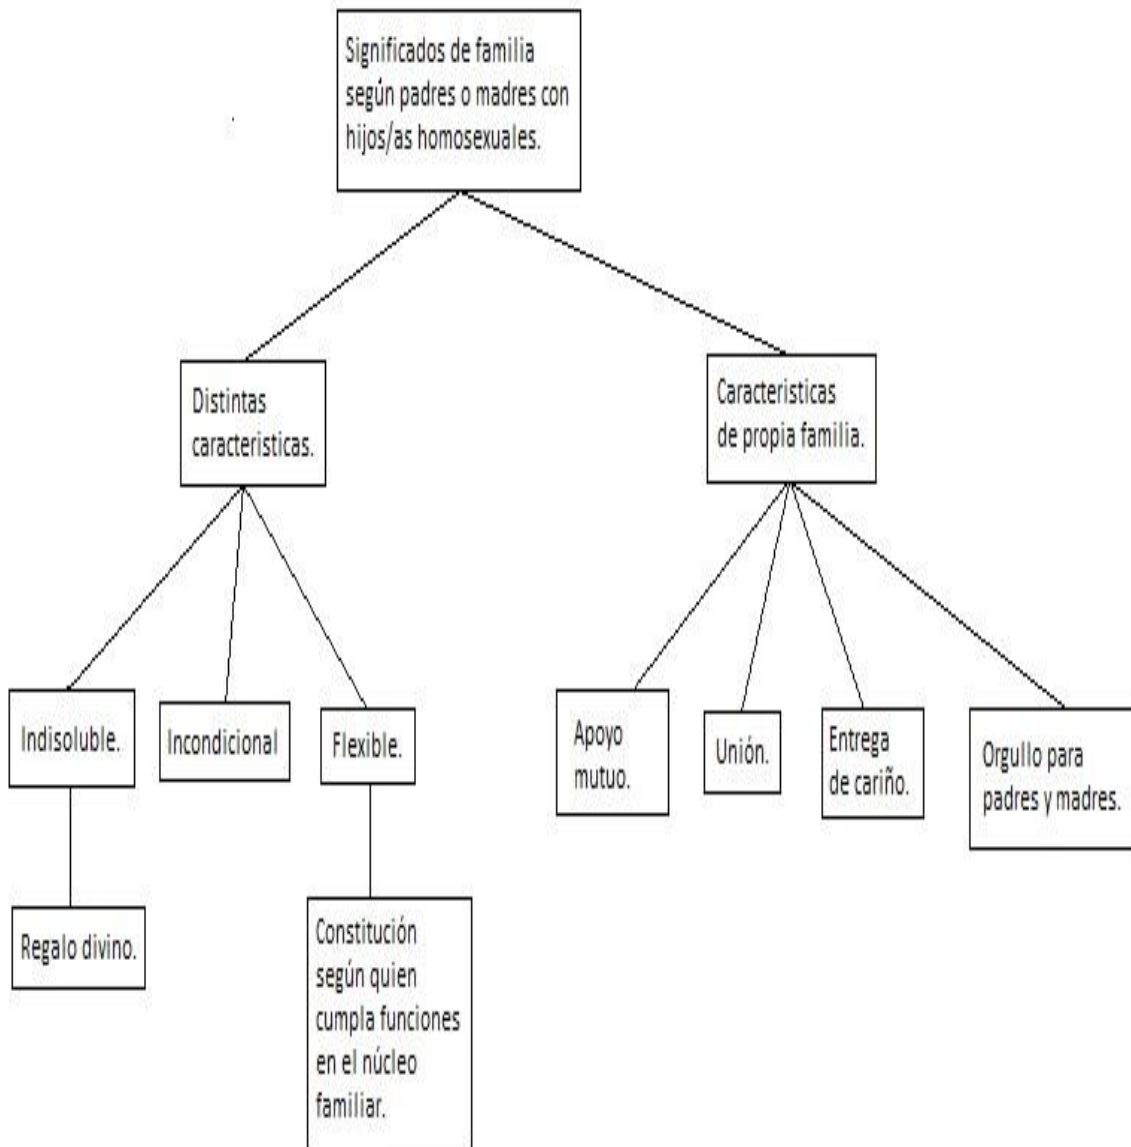 Significados de familia
según padres o madres con
hijos/as homosexuales.
Distintas
caracteristicas.
Caracteristicas
de propia familia.
Indisoluble.
Incondicional
Flexible.
Apoyo
mutuo.
Unión.
Entrega
de cariño.
Orgullo para
padres y madres.
Regalo divino.
Constitución
según quien
cumpla funciones
en el núcleo
familiar.